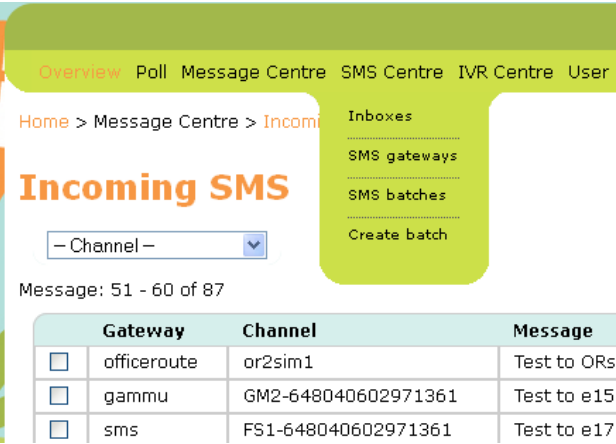 Overview Poll Message Centre SMS Centre IVR Centre User
Home > Message Centre > Incomi
Inboxes
SMS gateways
SMS batches
Create batch
Incoming SMS
– Channel –
Message: 51 - 60 of 87
Gateway Channel Message
officeroute or2sim1 Test to ORs
gammu GM2-648040602971361 Test to e15
sms FS1-648040602971361 Test to e17